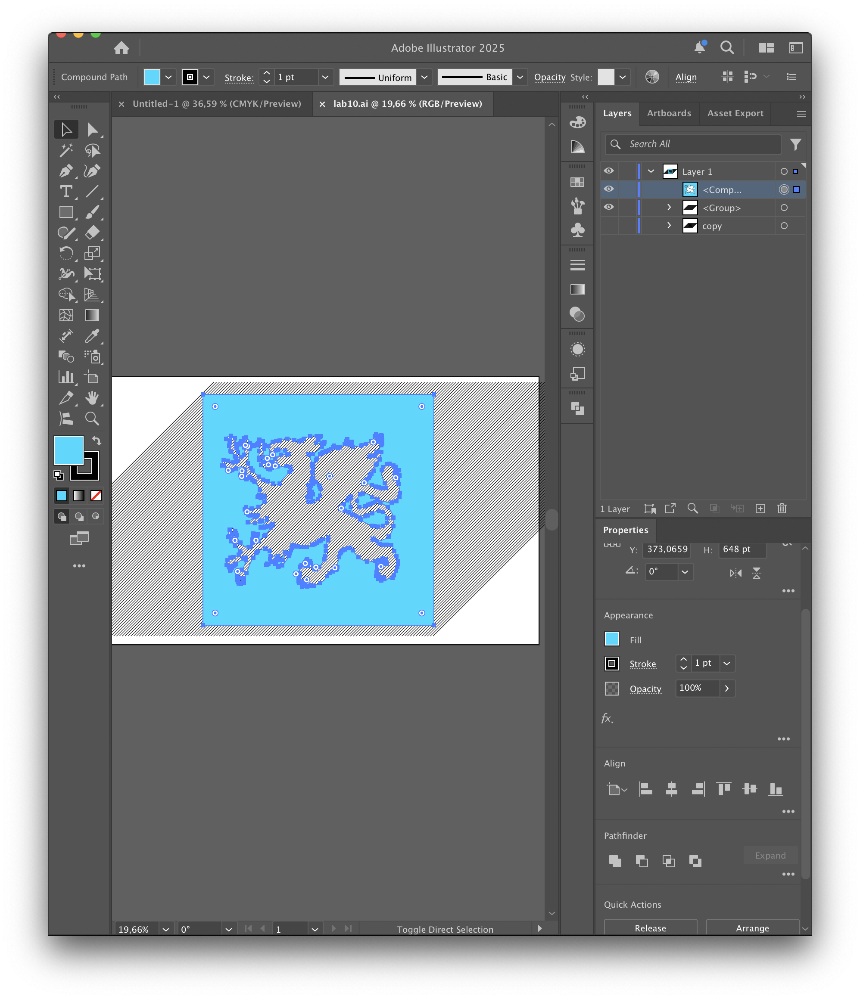 Adobe Illustrator 2025
Compound Path
Stroke:
1 pt
Uniform
Basic
Opacity
Style:
Align
Untitled-1 @ 36,59 % (CMYK/Preview)
lab10.ai @ 19,66 % (RGB/Preview)
Layers
Artboards
Asset Export
Search All
Layer 1
<Comp...
<Group>
copy
1 Layer
Properties
Y:
373,0659
H:
648 pt
0°
Appearance
Fill
Stroke
1 pt
Opacity
100%
fx
Align
Pathfinder
Expand
Quick Actions
Release
Arrange
19,66%
0°
1
Toggle Direct Selection